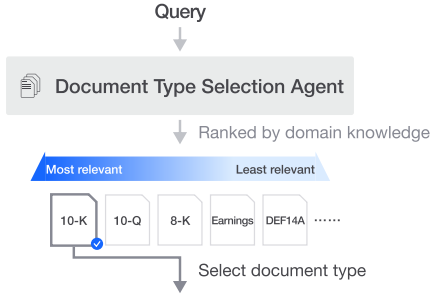 Query
Document Type Selection Agent
Ranked by domain knowledge
Most relevant Least relevant
10-K 10-Q 8-K Earnings DEF14A ......
Select document type